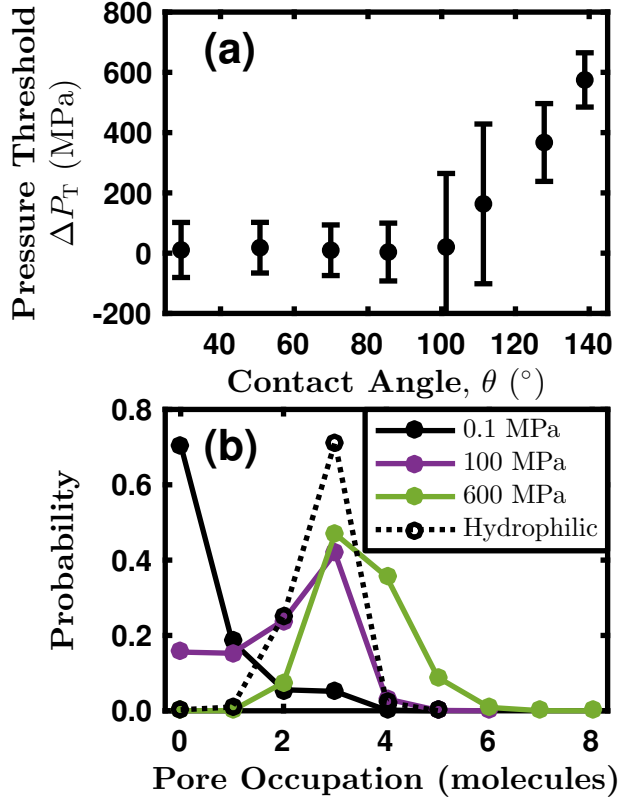 (a)
Pressure Threshold
ΔP_T (MPa)
800
600
400
200
0
-200
40 60 80 100 120 140
Contact Angle, θ (°)
(b)
0.1 MPa
100 MPa
600 MPa
Hydrophilic
Probability
0.8
0.6
0.4
0.2
0.0
0 2 4 6 8
Pore Occupation (molecules)